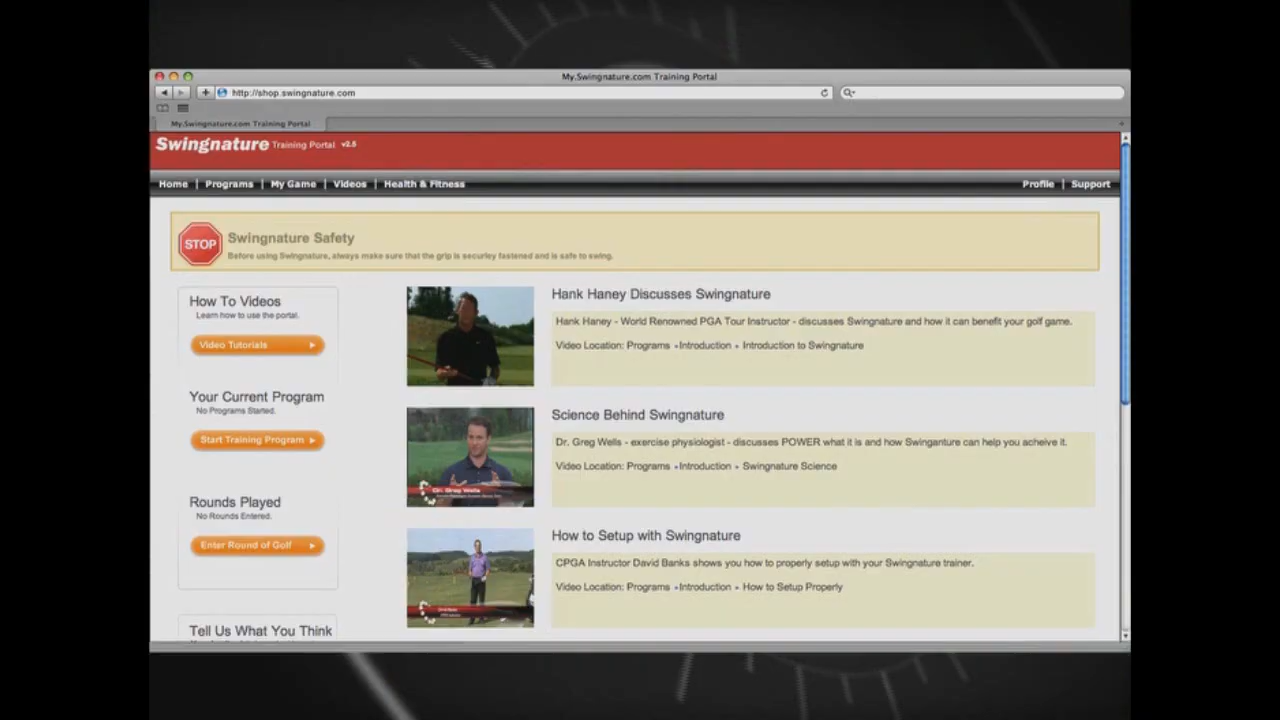 My.Swingnature.com Training Portal
http://shop.swingnature.com
My.Swingnature.com Training Portal
Swingnature Training Portal v2.5
Home | Programs | My Game | Videos | Health & Fitness
Profile | Support
STOP
Swingnature Safety
Before using Swingnature, always make sure that the grip is securley fastened and is safe to swing.
How To Videos
Learn how to use the portal.
Video Tutorials
Your Current Program
No Programs Started.
Start Training Program
Rounds Played
No Rounds Entered.
Enter Round of Golf
Tell Us What You Think
Hank Haney Discusses Swingnature
Hank Haney - World Renowned PGA Tour Instructor - discusses Swingnature and how it can benefit your golf game.
Video Location: Programs • Introduction • Introduction to Swingnature
Science Behind Swingnature
Dr. Greg Wells - exercise physiologist - discusses POWER what it is and how Swinganture can help you acheive it.
Video Location: Programs • Introduction • Swingnature Science
Dr. Greg Wells
How to Setup with Swingnature
CPGA Instructor David Banks shows you how to properly setup with your Swingnature trainer.
Video Location: Programs • Introduction • How to Setup Properly